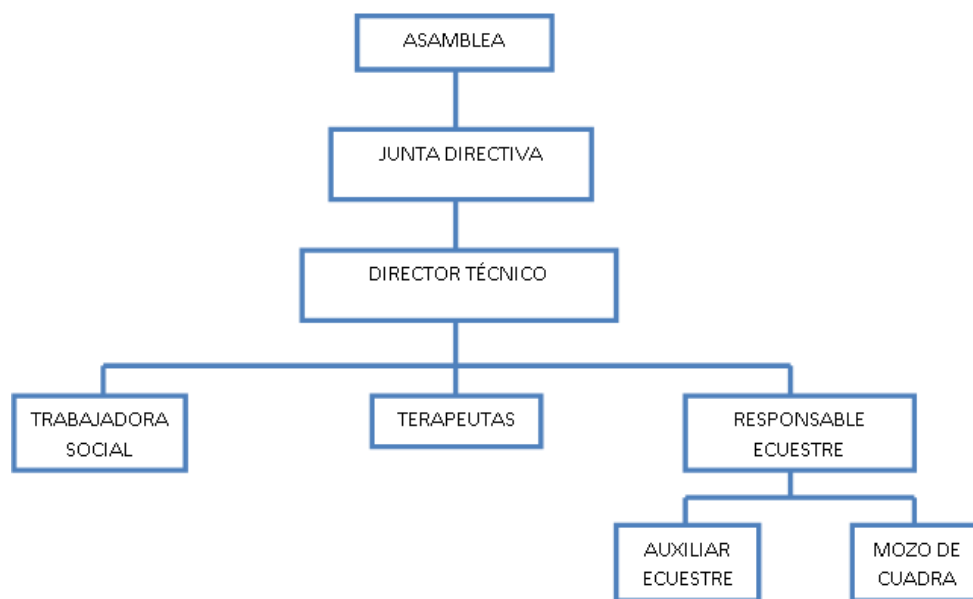 ASAMBLEA
JUNTA DIRECTIVA
DIRECTOR TÉCNICO
TRABAJADORA
SOCIAL
TERAPEUTAS
RESPONSABLE
ECUESTRE
AUXILIAR
ECUESTRE
MOZO DE
CUADRA